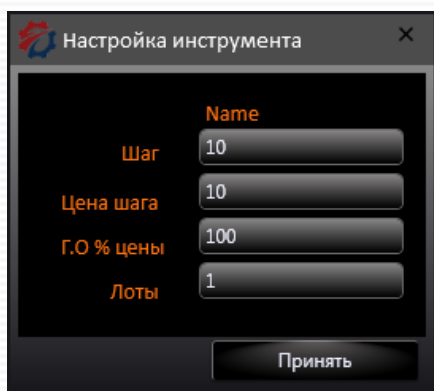 Настройка инструмента
Name
Шаг 10
Цена шага 10
Г.О % цены 100
Лоты 1
Принять